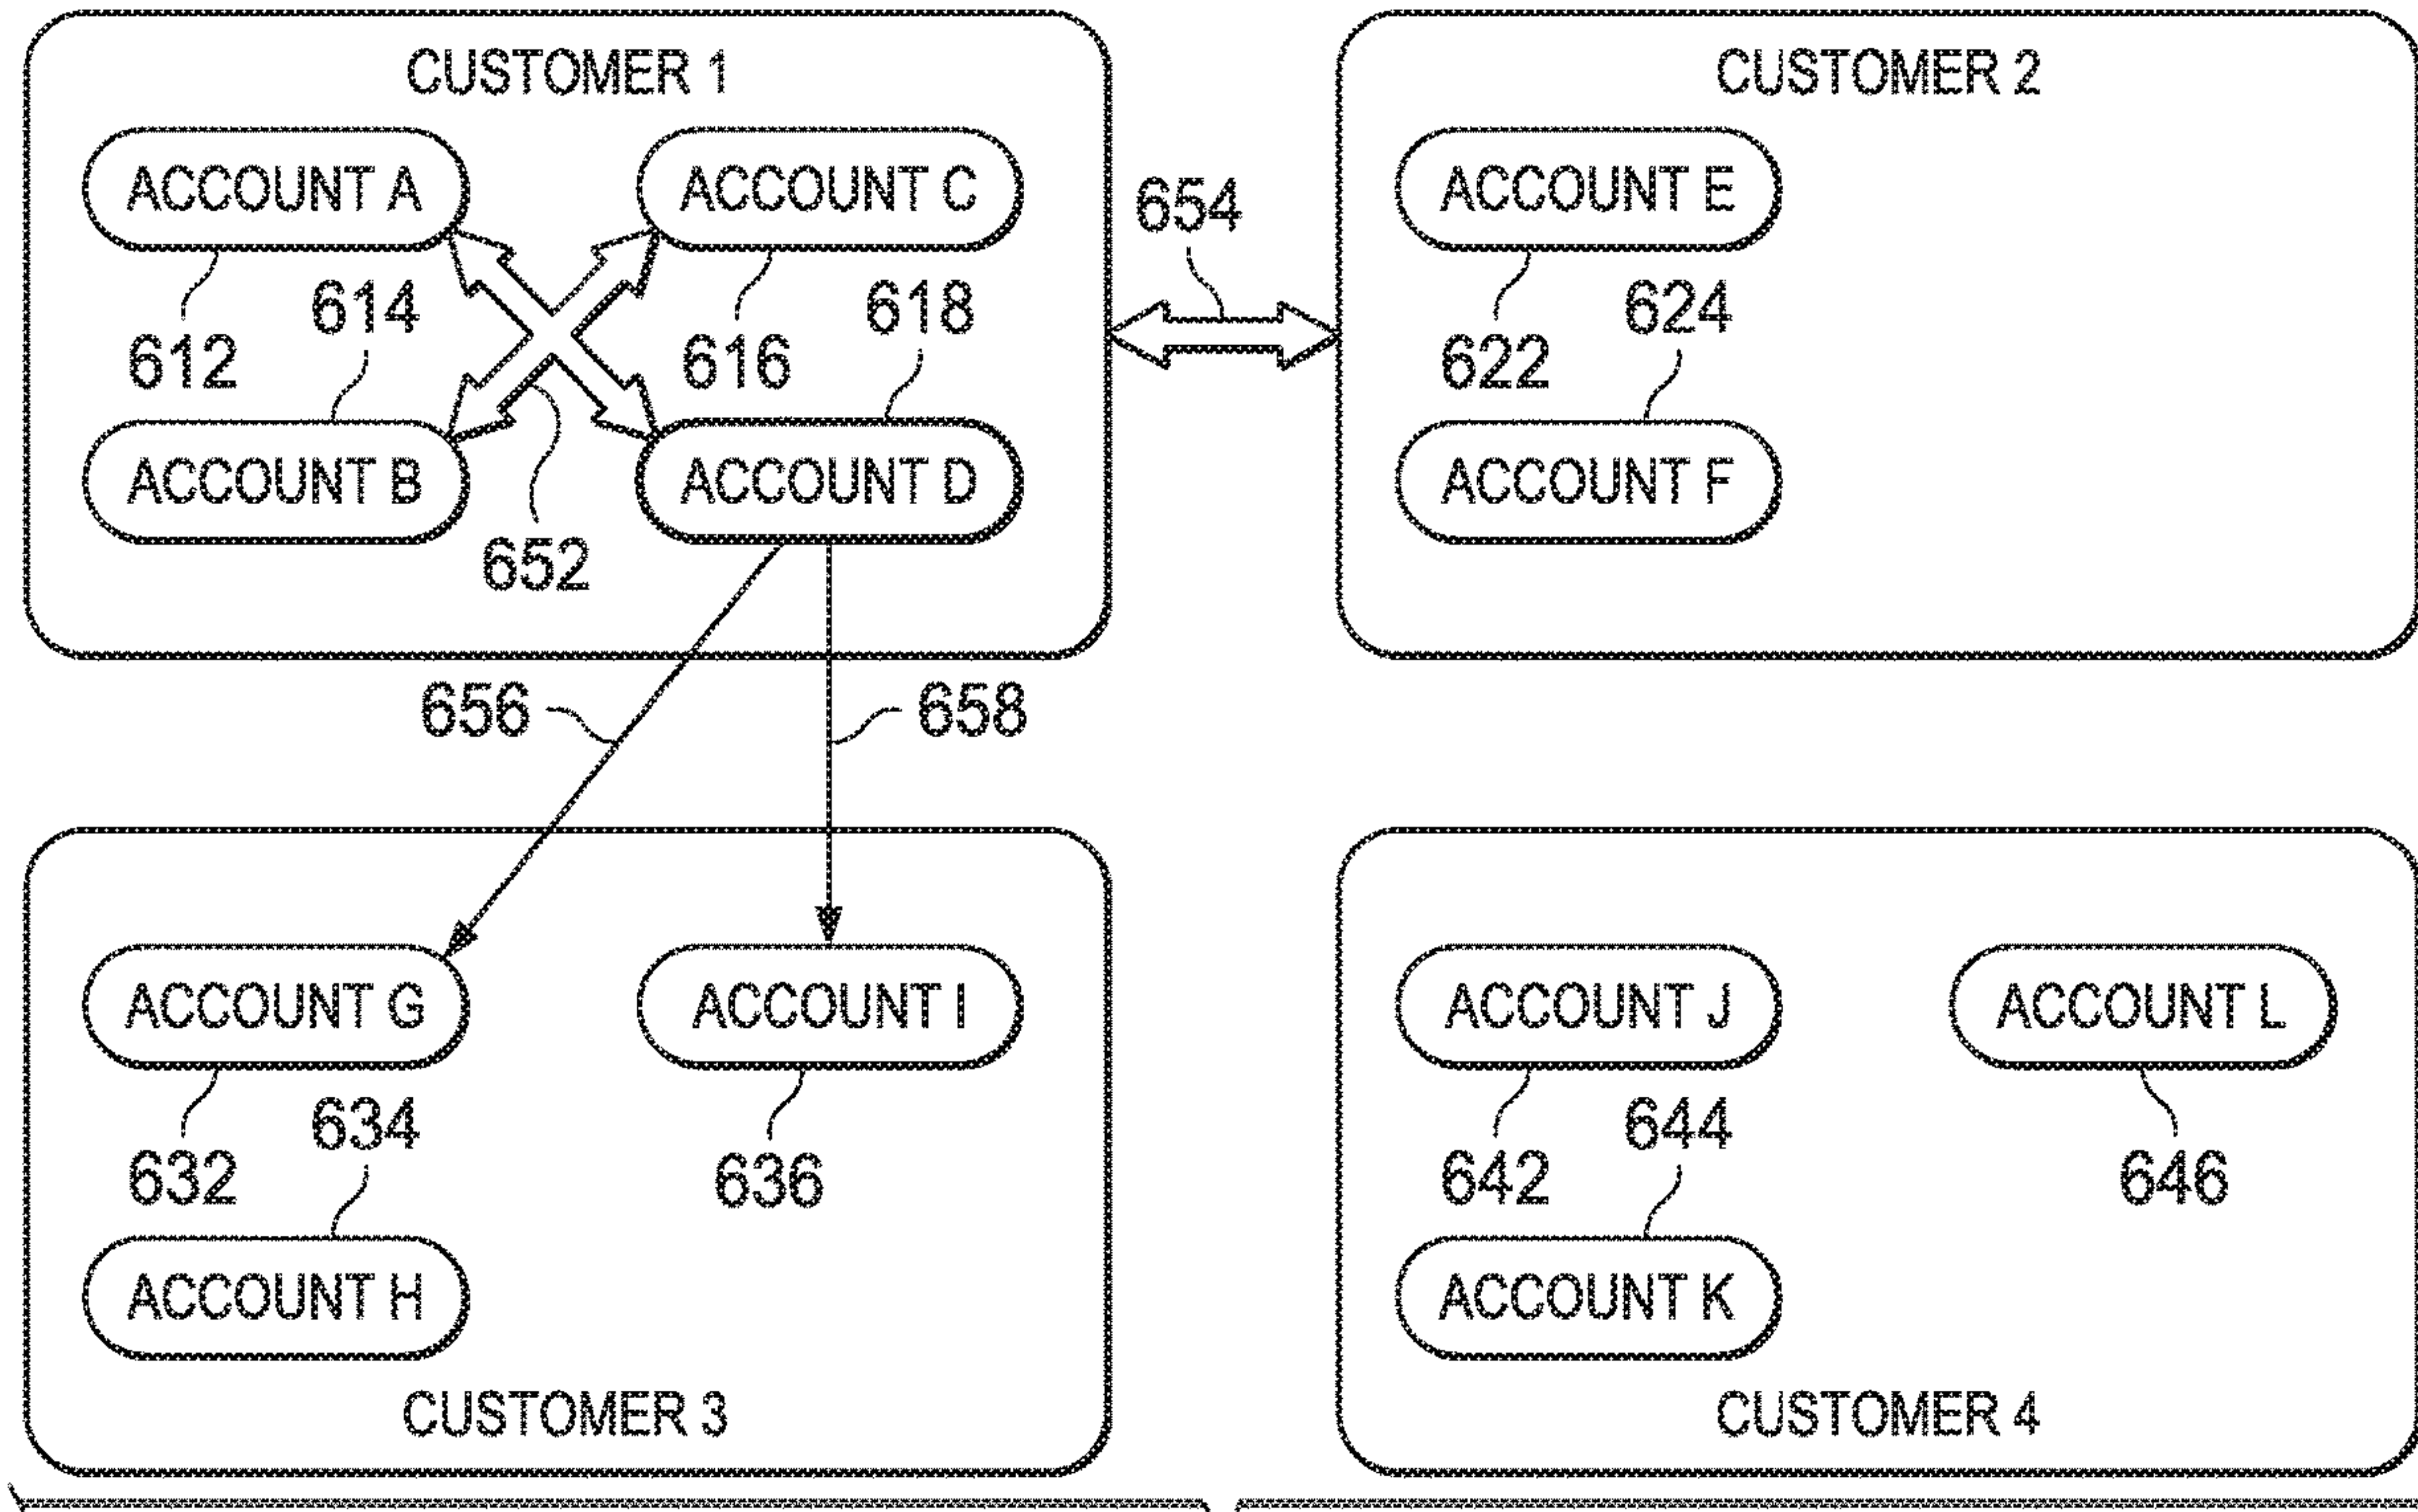 CUSTOMER 1
CUSTOMER 2
ACCOUNT A
ACCOUNT C
654
ACCOUNT E
612
614
616
618
622
624
ACCOUNT B
652
ACCOUNT D
ACCOUNT F
656
658
ACCOUNT G
ACCOUNT I
ACCOUNT J
ACCOUNT L
632
634
636
642
644
646
ACCOUNT H
ACCOUNT K
CUSTOMER 3
CUSTOMER 4